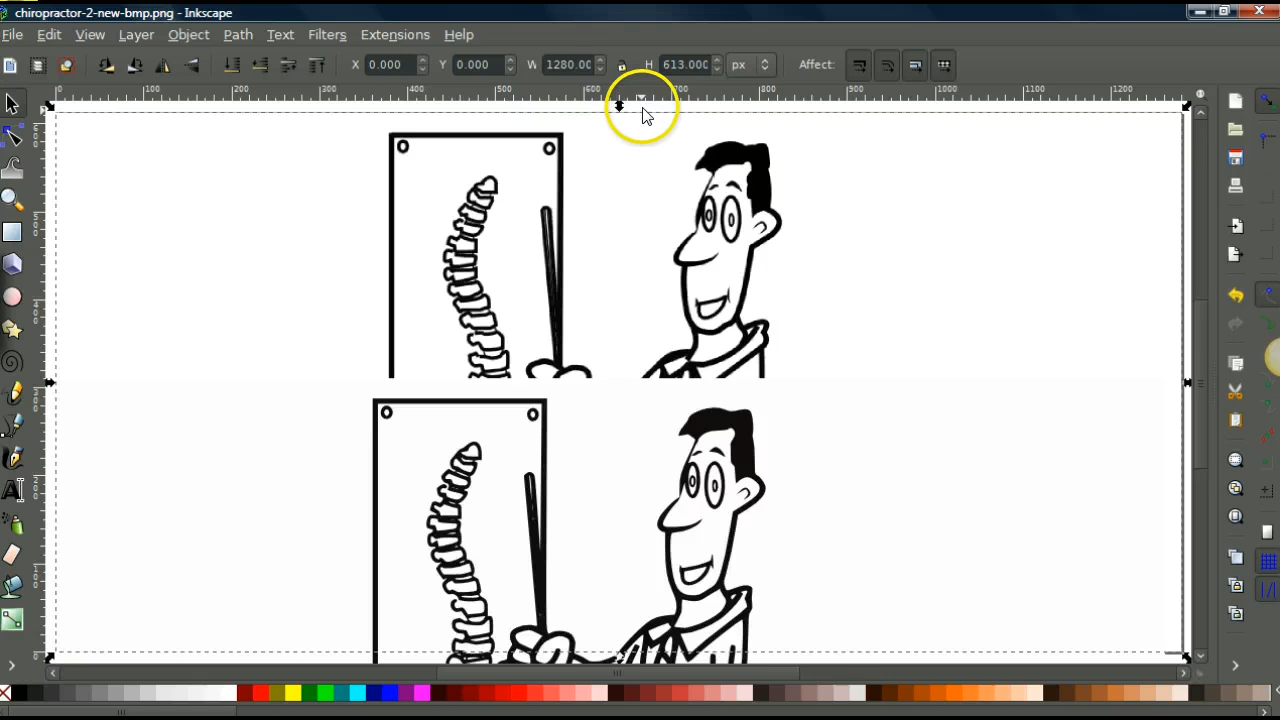 chiropractor-2-new-bmp.png - Inkscape
File Edit View Layer Object Path Text Filters Extensions Help
X 0.000 Y 0.000 W 1280.00 H 613.000 px Affect:
0 100 200 300 400 500 600 700 800 900 1000 1100 1200